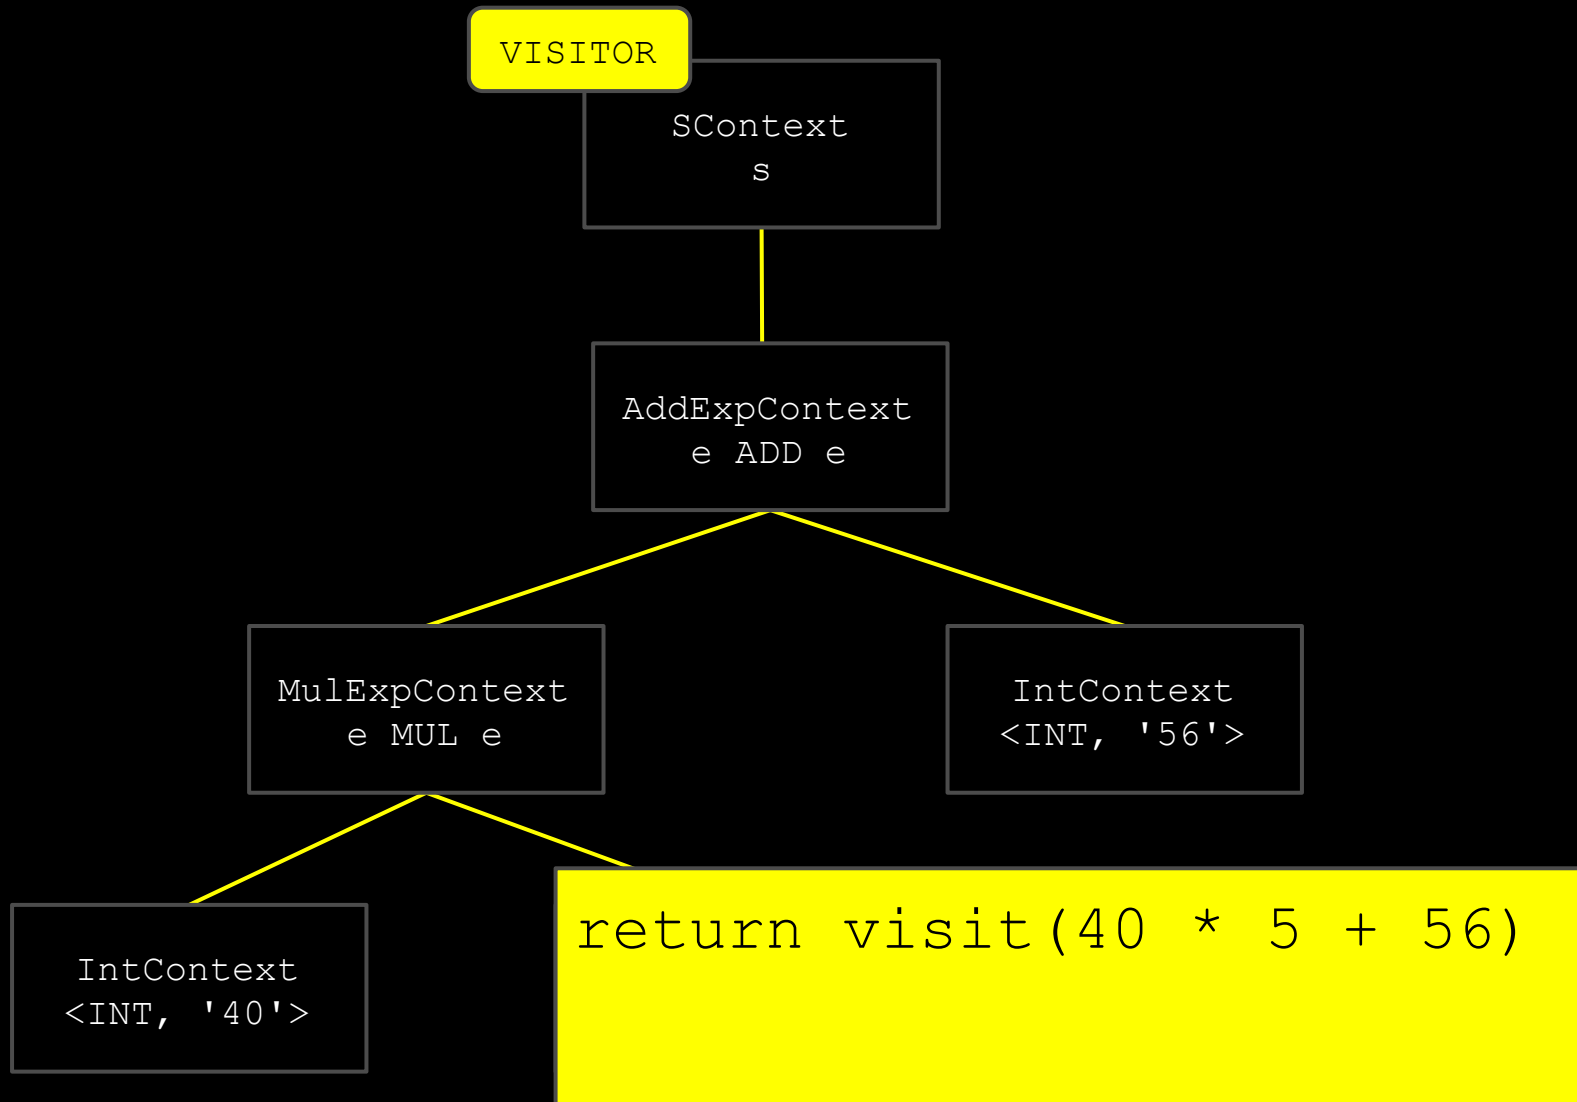 VISITOR
SContext
s
AddExpContext
e ADD e
MulExpContext
e MUL e
IntContext
<INT, '56'>
IntContext
<INT, '40'>
return visit(40 * 5 + 56)